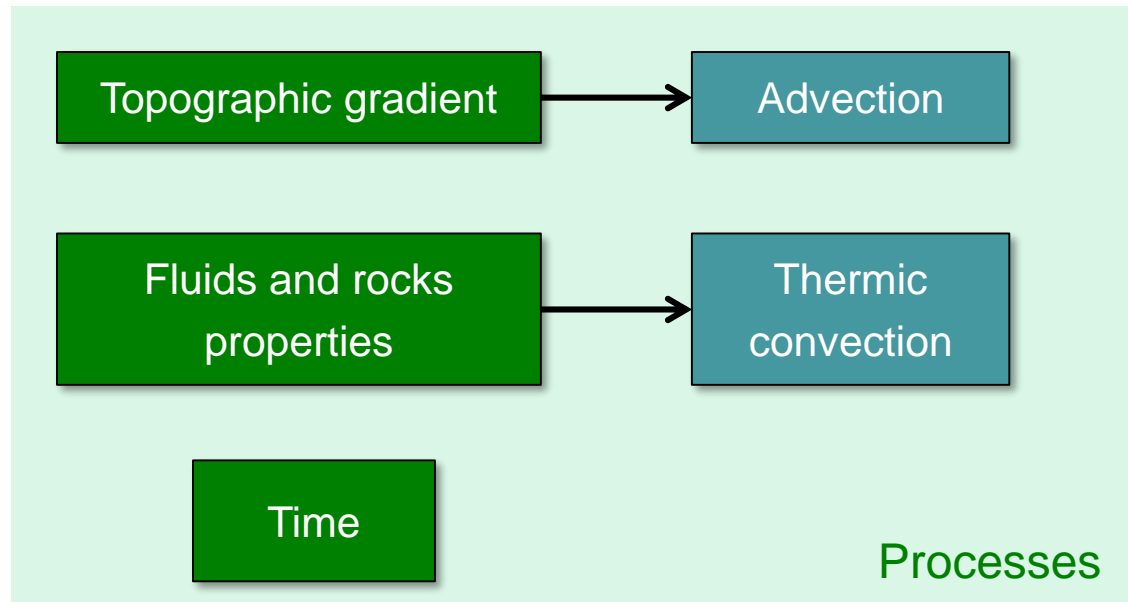 Topographic gradient
Advection
Fluids and rocks
properties
Thermic
convection
Time
Processes